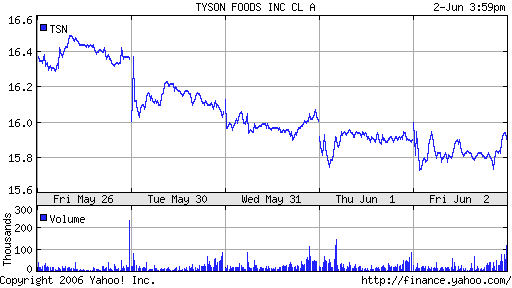 TYSON FOODS INC CL A 2-Jun 3:59pm
16.6
TSN
16.4
16.2
16.0
15.8
15.6
Fri May 26 Tue May 30 Wed May 31 Thu Jun 1 Fri Jun 2
300
Volume
200
100
0
Thousands
Copyright 2006 Yahoo! Inc. http://finance.yahoo.com/